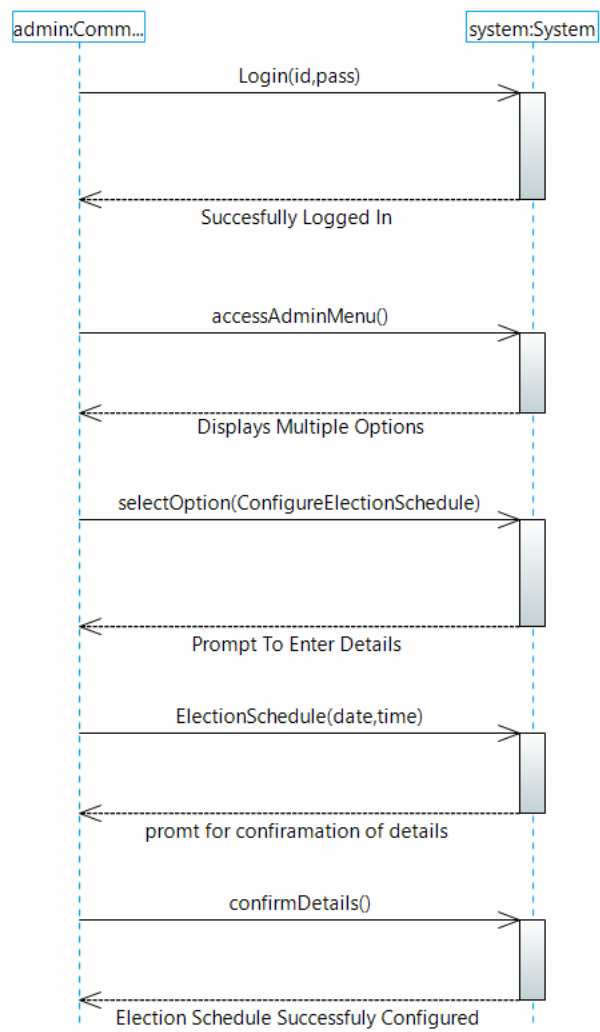 admin:Comm...
system:System
Login(id,pass)
Succesfully Logged In
accessAdminMenu()
Displays Multiple Options
selectOption(ConfigureElectionSchedule)
Prompt To Enter Details
ElectionSchedule(date,time)
promt for confiramation of details
confirmDetails()
Election Schedule Successfuly Configured